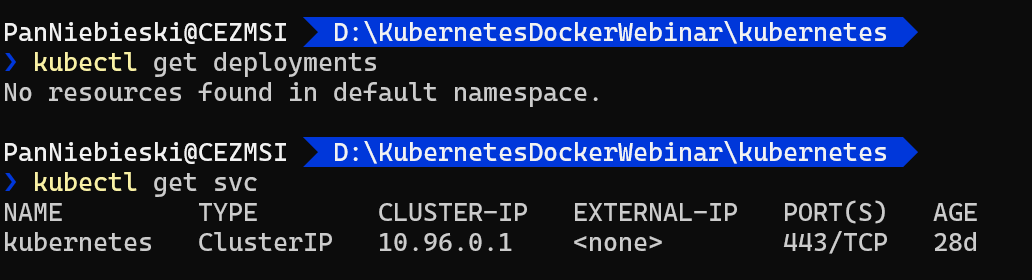 PanNiebieski@CEZMSI D:\KubernetesDockerWebinar\kubernetes
❯ kubectl get deployments
No resources found in default namespace.
PanNiebieski@CEZMSI D:\KubernetesDockerWebinar\kubernetes
❯ kubectl get svc
NAME TYPE CLUSTER-IP EXTERNAL-IP PORT(S) AGE
kubernetes ClusterIP 10.96.0.1 <none> 443/TCP 28d